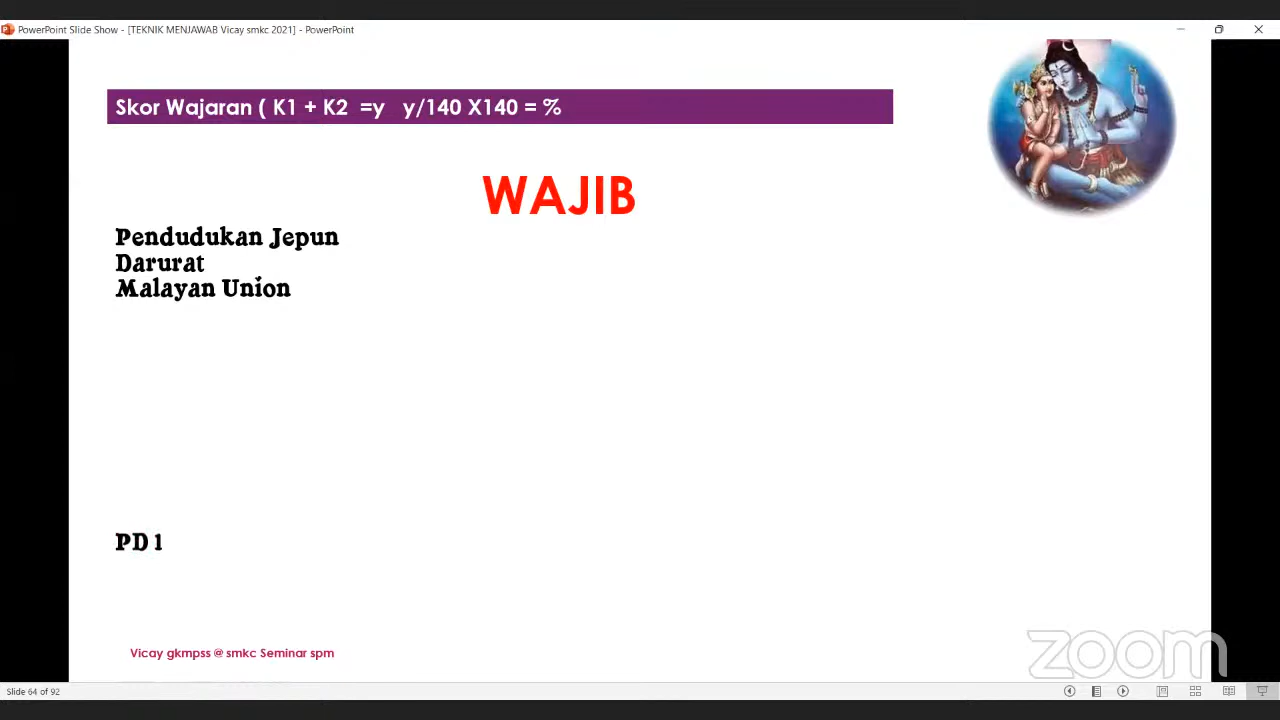 PowerPoint Slide Show - [TEKNIK MENJAWAB Vicay smkc 2021] - PowerPoint
Skor Wajaran ( K1 + K2 =y y/140 X140 = %
WAJIB
Pendudukan Jepun
Darurat
Malayan Union
PD 1
Vicay gkmpss @ smkc Seminar spm
zoom
Slide 64 of 92